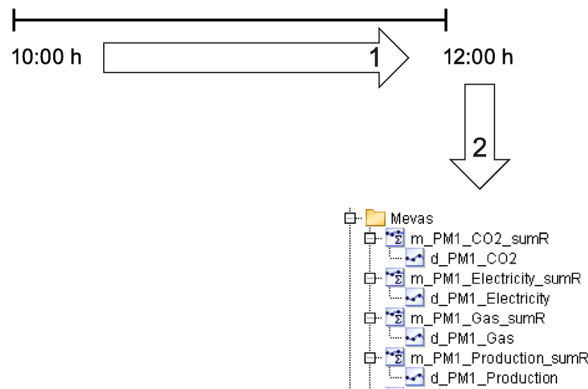 10:00 h 1 12:00 h
2
Mevas
m_PM1_CO2_sumR
d_PM1_CO2
m_PM1_Electricity_sumR
d_PM1_Electricity
m_PM1_Gas_sumR
d_PM1_Gas
m_PM1_Production_sumR
d_PM1_Production